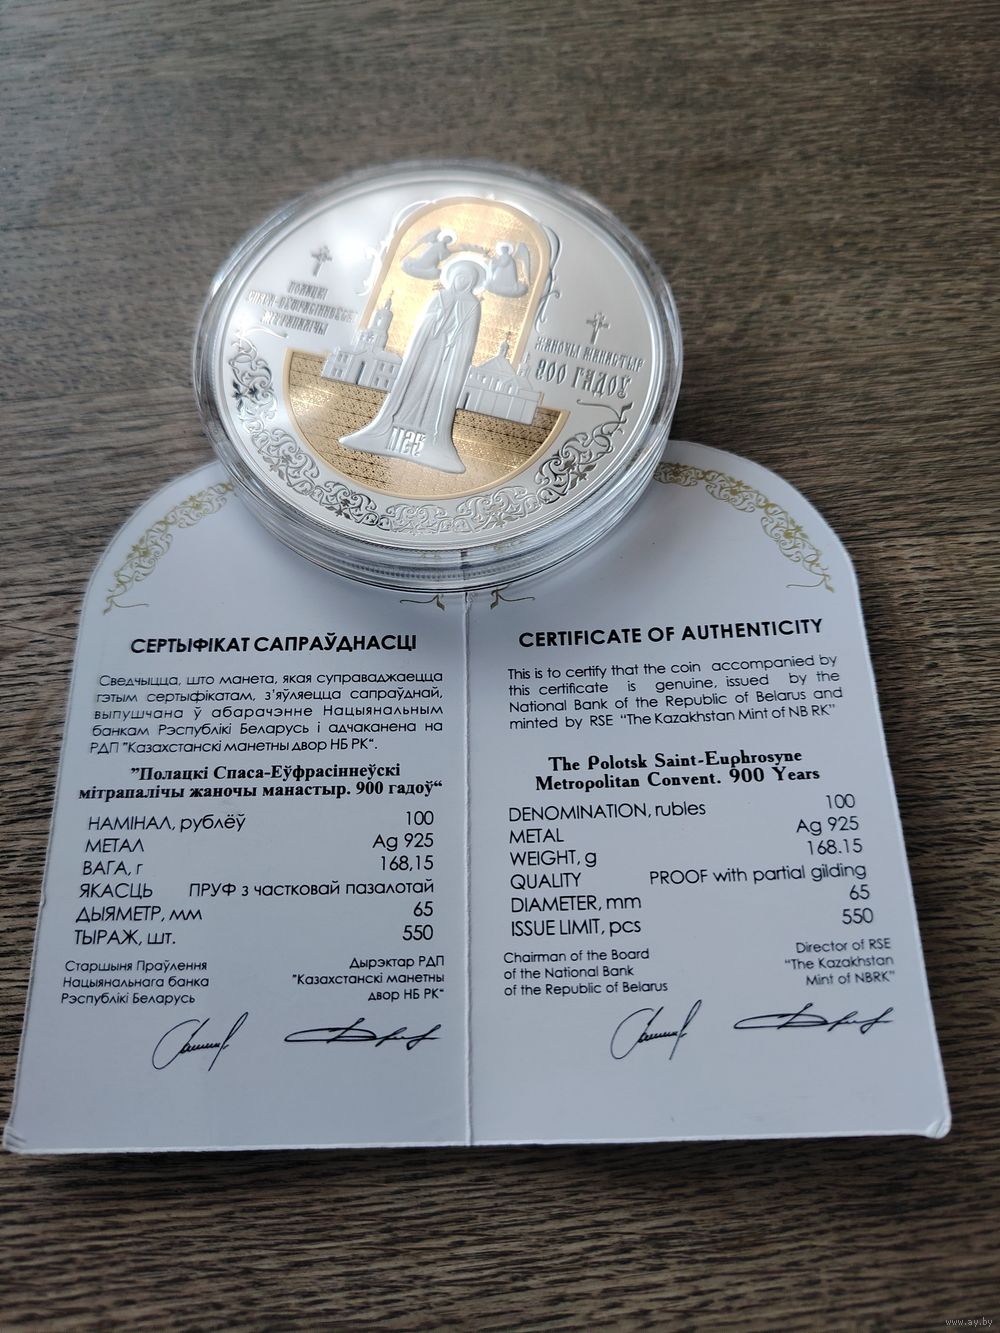 ПОЛАЦКІ
СПАСА-ЕЎФРАСІННЕЎСКІ
МІТРАПАЛІЧЫ
ЖАНОЧЫ МАНАСТЫР
900 ГАДОЎ
1125
СЕРТЫФІКАТ САПРАЎДНАСЦІ
Сведчыцца, што манета, якая суправаджаецца
гэтым сертыфікатам, з'яўляецца сапраўднай,
выпушчана ў абарачэнне Нацыянальным
банкам Рэспублікі Беларусь і адчаканена на
РДП "Казахстанскі манетны двор НБ РК".
"Полацкі Спаса-Еўфрасіннеўскі
мітрапалічы жаночы манастыр. 900 гадоў"
НАМІНАЛ, рублёў 100
МЕТАЛ Ag 925
ВАГА, г 168,15
ЯКАСЦЬ ПРУФ з частковай пазалотай
ДЫЯМЕТР, мм 65
ТЫРАЖ, шт. 550
Старшыня Праўлення
Нацыянальнага банка
Рэспублікі Беларусь
Дырэктар РДП
"Казахстанскі манетны
двор НБ РК"
CERTIFICATE OF AUTHENTICITY
This is to certify that the coin accompanied by
this certificate is genuine, issued by the
National Bank of the Republic of Belarus and
minted by RSE "The Kazakhstan Mint of NB RK"
The Polotsk Saint-Euphrosyne
Metropolitan Convent. 900 Years
DENOMINATION, rubles 100
METAL Ag 925
WEIGHT, g 168.15
QUALITY PROOF with partial gilding
DIAMETER, mm 65
ISSUE LIMIT, pcs 550
Chairman of the Board
of the National Bank
of the Republic of Belarus
Director of RSE
"The Kazakhstan
Mint of NBRK"
www.ay.by